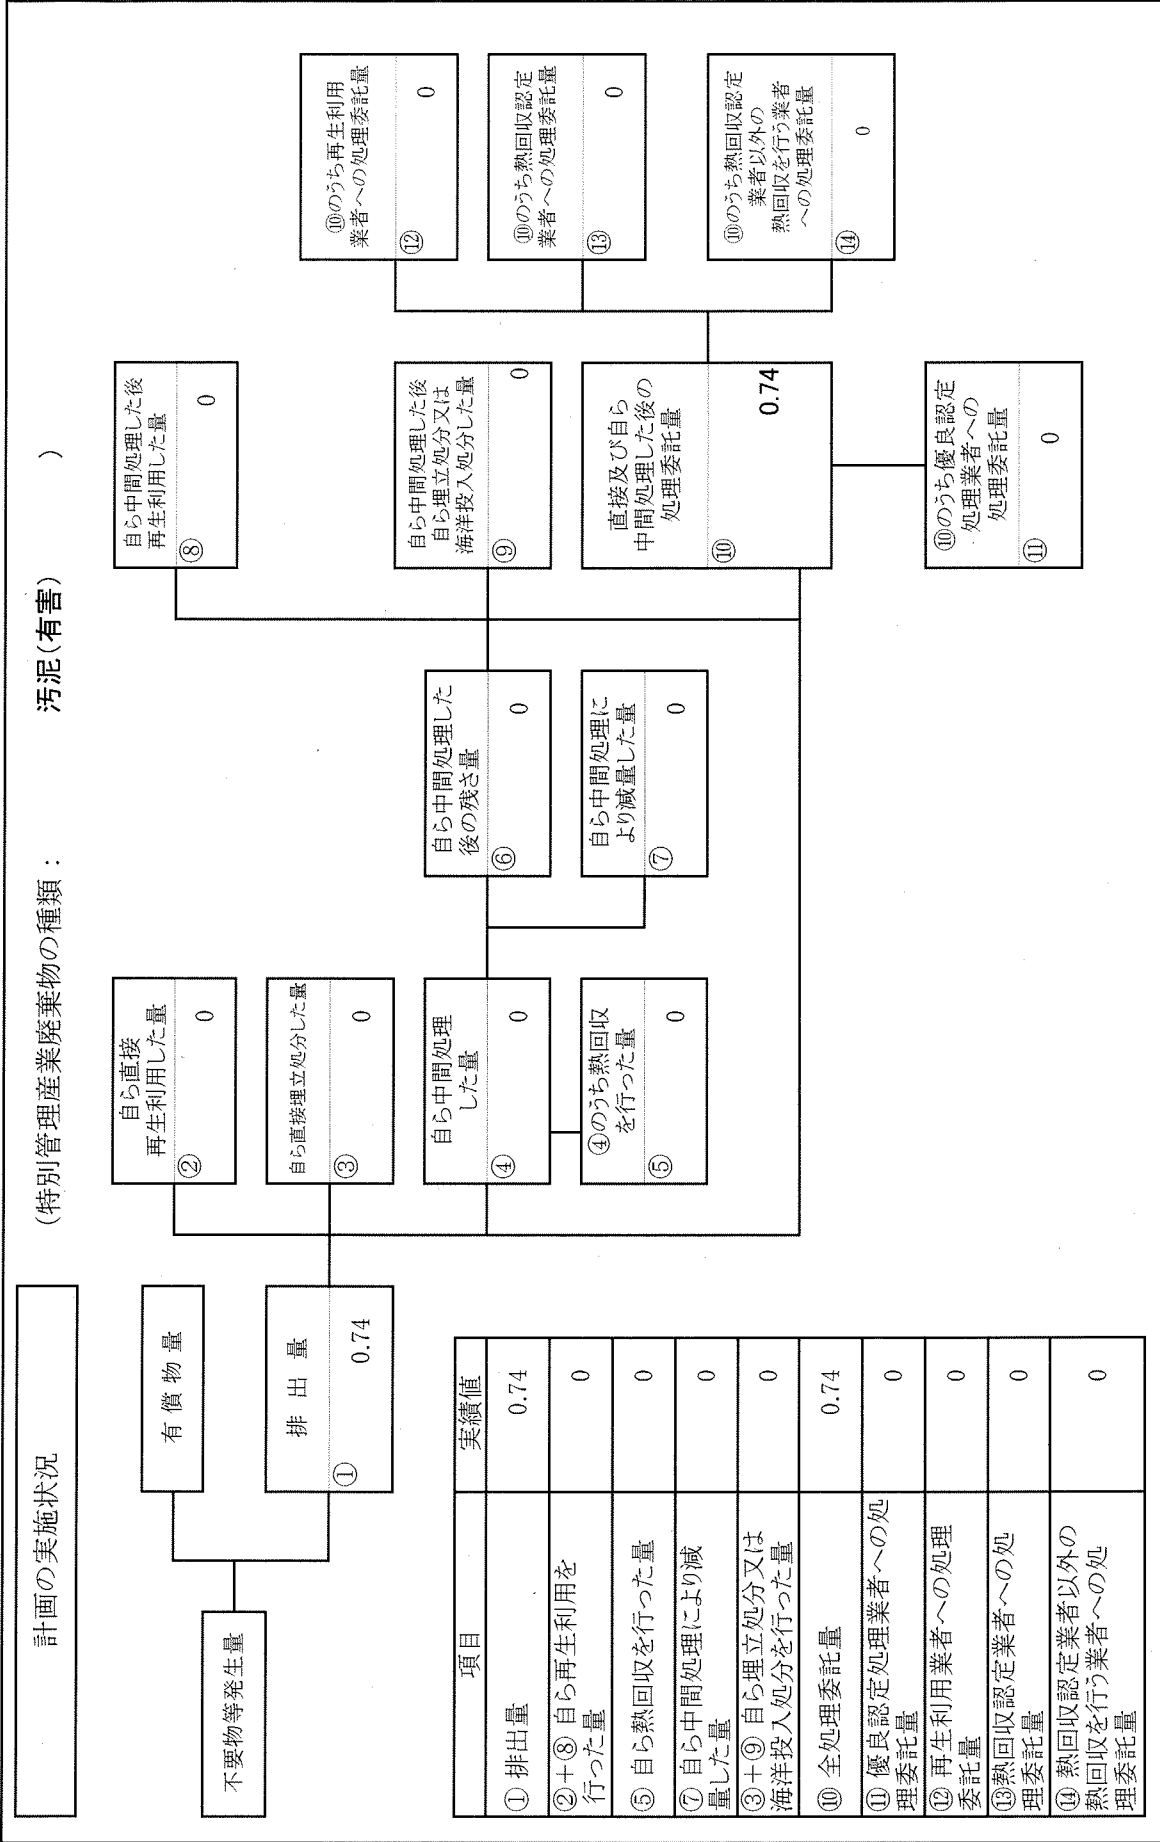 計画の実施状況
（特別管理産業廃棄物の種類： 汚泥（有害） ）
不要物等発生量
有償物量
排出量
① 0.74
自ら直接
再生利用した量
② 0
自ら直接埋立処分した量
③ 0
自ら中間処理
した量
④ 0
④のうち熱回収
を行った量
⑤ 0
自ら中間処理した
後の残さ量
⑥ 0
自ら中間処理に
より減量した量
⑦ 0
自ら中間処理した後
再生利用した量
⑧ 0
自ら中間処理した後
自ら埋立処分又は
海洋投入処分した量
⑨ 0
直接及び自ら
中間処理した後の
処理委託量
⑩ 0.74
⑩のうち優良認定
処理業者への
処理委託量
⑪ 0
⑩のうち再生利用
業者への処理委託量
⑫ 0
⑩のうち熱回収認定
業者への処理委託量
⑬ 0
⑩のうち熱回収認定
業者以外の
熱回収を行う業者
への処理委託量
⑭ 0
項目 実績値
①排出量 0.74
②＋⑧ 自ら再生利用を
行った量 0
⑤ 自ら熱回収を行った量 0
⑦ 自ら中間処理により減
量した量 0
③＋⑨ 自ら埋立処分又は
海洋投入処分を行った量 0
⑩ 全処理委託量 0.74
⑪ 優良認定処理業者への処
理委託量 0
⑫ 再生利用業者への処理
委託量 0
⑬熱回収認定業者への処
理委託量 0
⑭ 熱回収認定業者以外の
熱回収を行う業者への処
理委託量 0